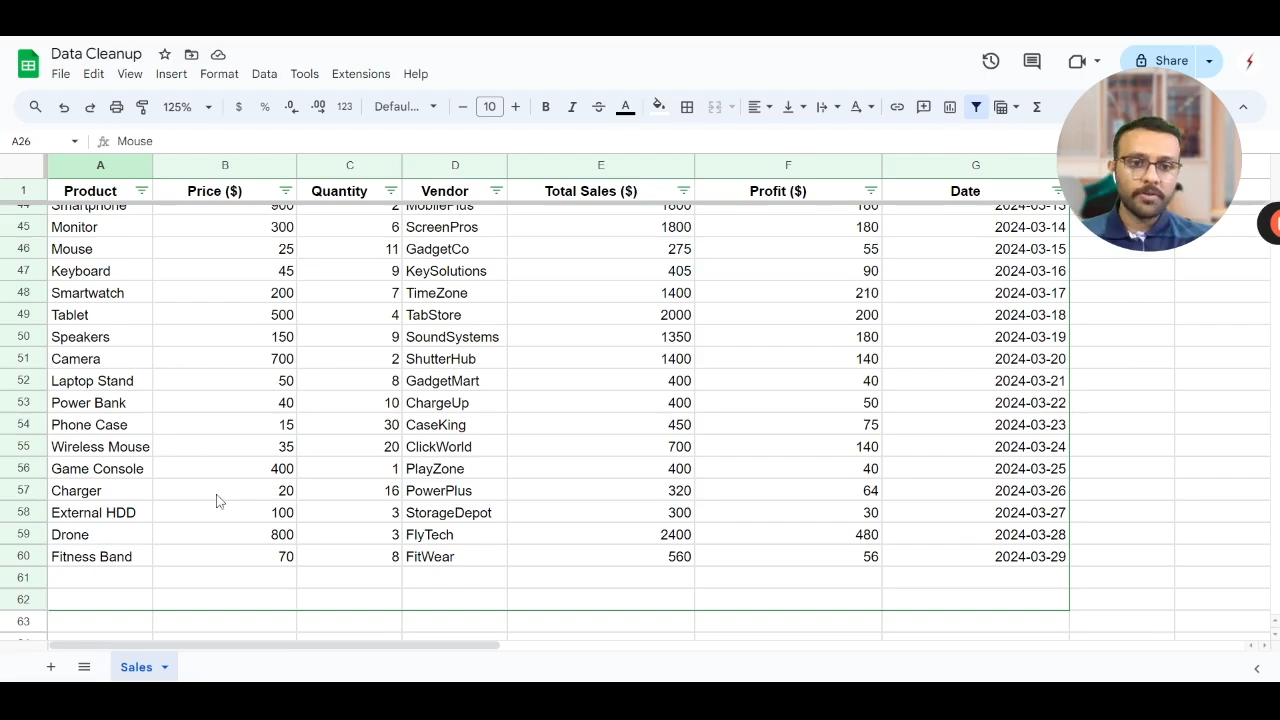 Data Cleanup
File Edit View Insert Format Data Tools Extensions Help
Share
125% $ % .0 .00 123 Defaul... 10 B I A Σ
A26 fx Mouse
A B C D E F G
1 Product Price ($) Quantity Vendor Total Sales ($) Profit ($) Date
44 Smartphone 900 2 MobilePlus 1800 180 2024-03-13
45 Monitor 300 6 ScreenPros 1800 180 2024-03-14
46 Mouse 25 11 GadgetCo 275 55 2024-03-15
47 Keyboard 45 9 KeySolutions 405 90 2024-03-16
48 Smartwatch 200 7 TimeZone 1400 210 2024-03-17
49 Tablet 500 4 TabStore 2000 200 2024-03-18
50 Speakers 150 9 SoundSystems 1350 180 2024-03-19
51 Camera 700 2 ShutterHub 1400 140 2024-03-20
52 Laptop Stand 50 8 GadgetMart 400 40 2024-03-21
53 Power Bank 40 10 ChargeUp 400 50 2024-03-22
54 Phone Case 15 30 CaseKing 450 75 2024-03-23
55 Wireless Mouse 35 20 ClickWorld 700 140 2024-03-24
56 Game Console 400 1 PlayZone 400 40 2024-03-25
57 Charger 20 16 PowerPlus 320 64 2024-03-26
58 External HDD 100 3 StorageDepot 300 30 2024-03-27
59 Drone 800 3 FlyTech 2400 480 2024-03-28
60 Fitness Band 70 8 FitWear 560 56 2024-03-29
61
62
63
Sales